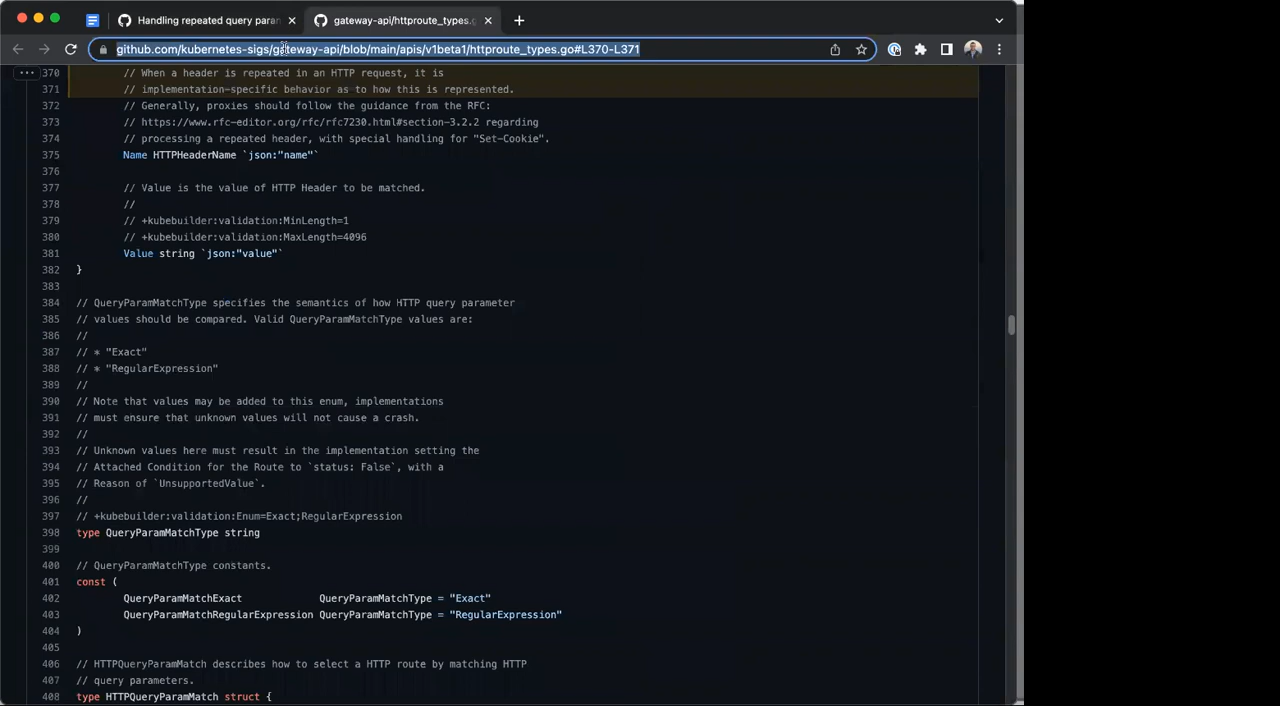 Handling repeated query param
gateway-api/httproute_types.g
github.com/kubernetes-sigs/gateway-api/blob/main/apis/v1beta1/httproute_types.go#L370-L371
370 // When a header is repeated in an HTTP request, it is
371 // implementation-specific behavior as to how this is represented.
372 // Generally, proxies should follow the guidance from the RFC:
373 // https://www.rfc-editor.org/rfc/rfc7230.html#section-3.2.2 regarding
374 // processing a repeated header, with special handling for "Set-Cookie".
375 Name HTTPHeaderName `json:"name"`
376
377 // Value is the value of HTTP Header to be matched.
378 //
379 // +kubebuilder:validation:MinLength=1
380 // +kubebuilder:validation:MaxLength=4096
381 Value string `json:"value"`
382 }
383
384 // QueryParamMatchType specifies the semantics of how HTTP query parameter
385 // values should be compared. Valid QueryParamMatchType values are:
386 //
387 // * "Exact"
388 // * "RegularExpression"
389 //
390 // Note that values may be added to this enum, implementations
391 // must ensure that unknown values will not cause a crash.
392 //
393 // Unknown values here must result in the implementation setting the
394 // Attached Condition for the Route to `status: False`, with a
395 // Reason of `UnsupportedValue`.
396 //
397 // +kubebuilder:validation:Enum=Exact;RegularExpression
398 type QueryParamMatchType string
399
400 // QueryParamMatchType constants.
401 const (
402 QueryParamMatchExact QueryParamMatchType = "Exact"
403 QueryParamMatchRegularExpression QueryParamMatchType = "RegularExpression"
404 )
405
406 // HTTPQueryParamMatch describes how to select a HTTP route by matching HTTP
407 // query parameters.
408 type HTTPQueryParamMatch struct {